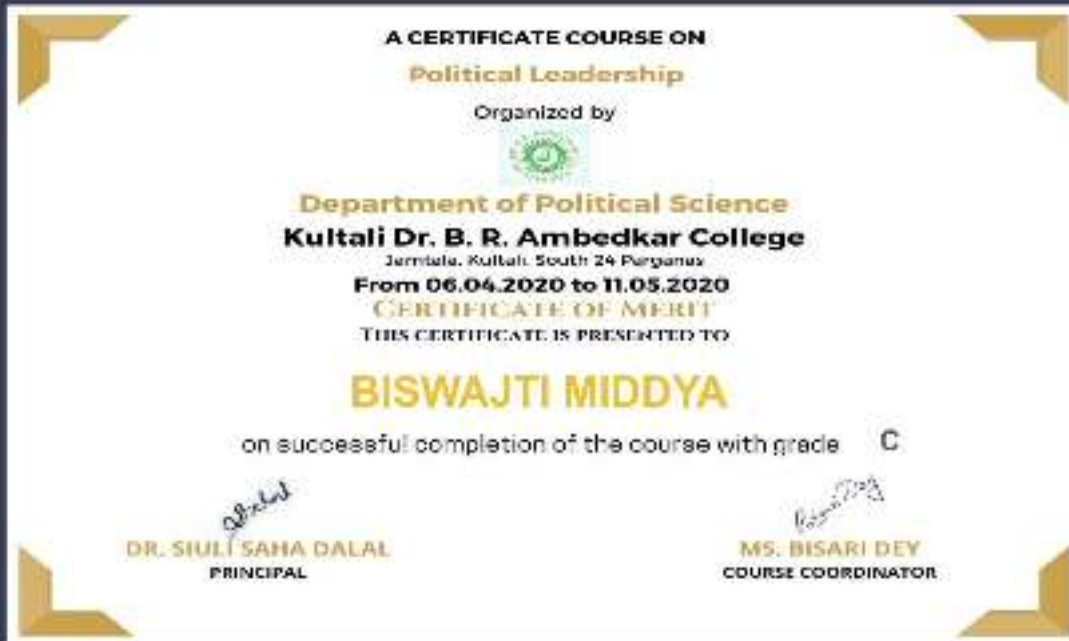 A CERTIFICATE COURSE ON
Political Leadership
Organized by
Department of Political Science
Kultali Dr. B. R. Ambedkar College
Jamtala, Kultali, South 24 Parganas
From 06.04.2020 to 11.05.2020
CERTIFICATE OF MERIT
THIS CERTIFICATE IS PRESENTED TO
BISWAJTI MIDDYA
on successful completion of the course with grade C
DR. SIULI SAHA DALAL
PRINCIPAL
MS. BISARI DEY
COURSE COORDINATOR